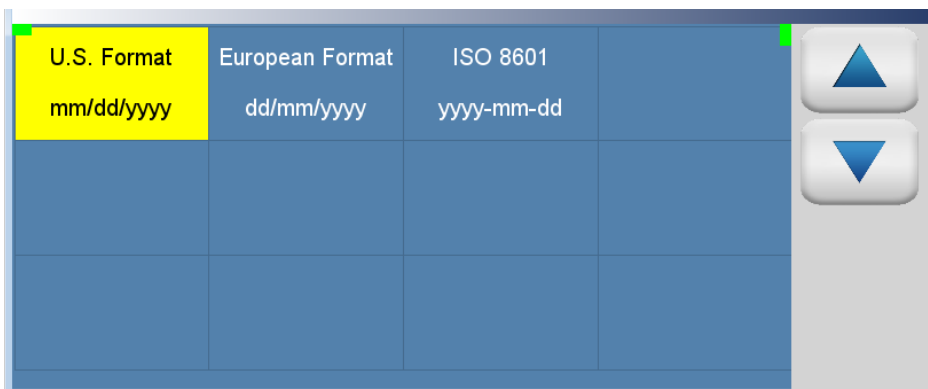 U.S. Format
mm/dd/yyyy
European Format
dd/mm/yyyy
ISO 8601
yyyy-mm-dd